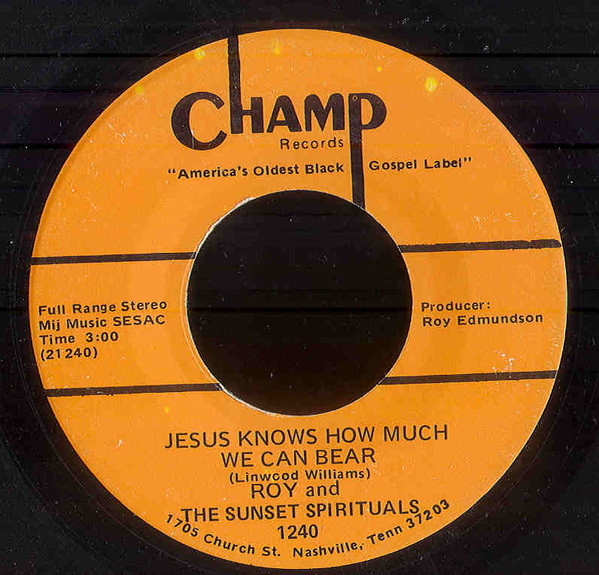 CHAMP
Records
"America's Oldest Black Gospel Label"
Full Range Stereo
Mij Music SESAC
Time 3:00
(21240)
Producer:
Roy Edmundson
JESUS KNOWS HOW MUCH
WE CAN BEAR
(Linwood Williams)
ROY and
THE SUNSET SPIRITUALS
1240
1705 Church St. Nashville, Tenn 37203